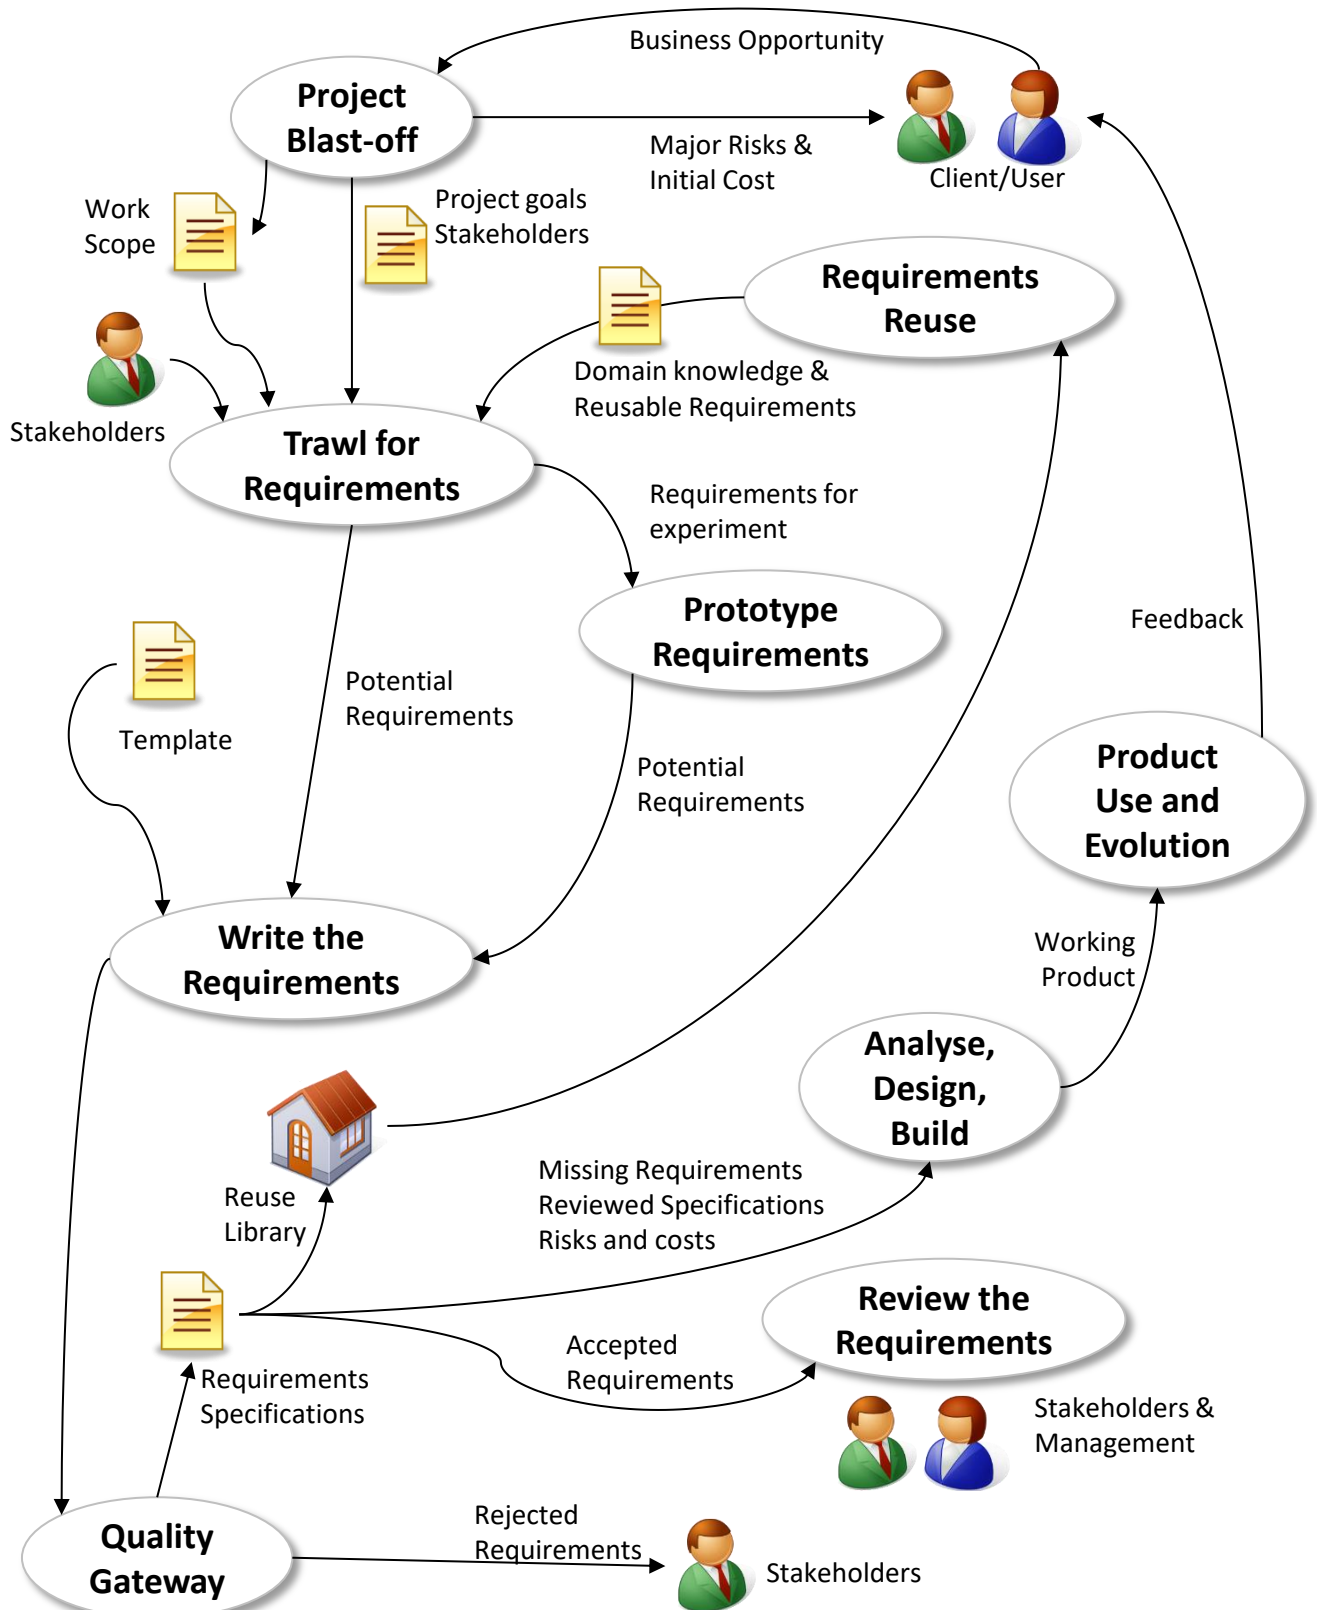 Business Opportunity
Project
Blast-off
Major Risks &
Initial Cost
Client/User
Work
Scope
Project goals
Stakeholders
Requirements
Reuse
Domain knowledge &
Reusable Requirements
Stakeholders
Trawl for
Requirements
Requirements for
experiment
Prototype
Requirements
Feedback
Template
Potential
Requirements
Potential
Requirements
Product
Use and
Evolution
Write the
Requirements
Working
Product
Analyse,
Design,
Build
Reuse
Library
Missing Requirements
Reviewed Specifications
Risks and costs
Review the
Requirements
Accepted
Requirements
Requirements
Specifications
Stakeholders &
Management
Quality
Gateway
Rejected
Requirements
Stakeholders